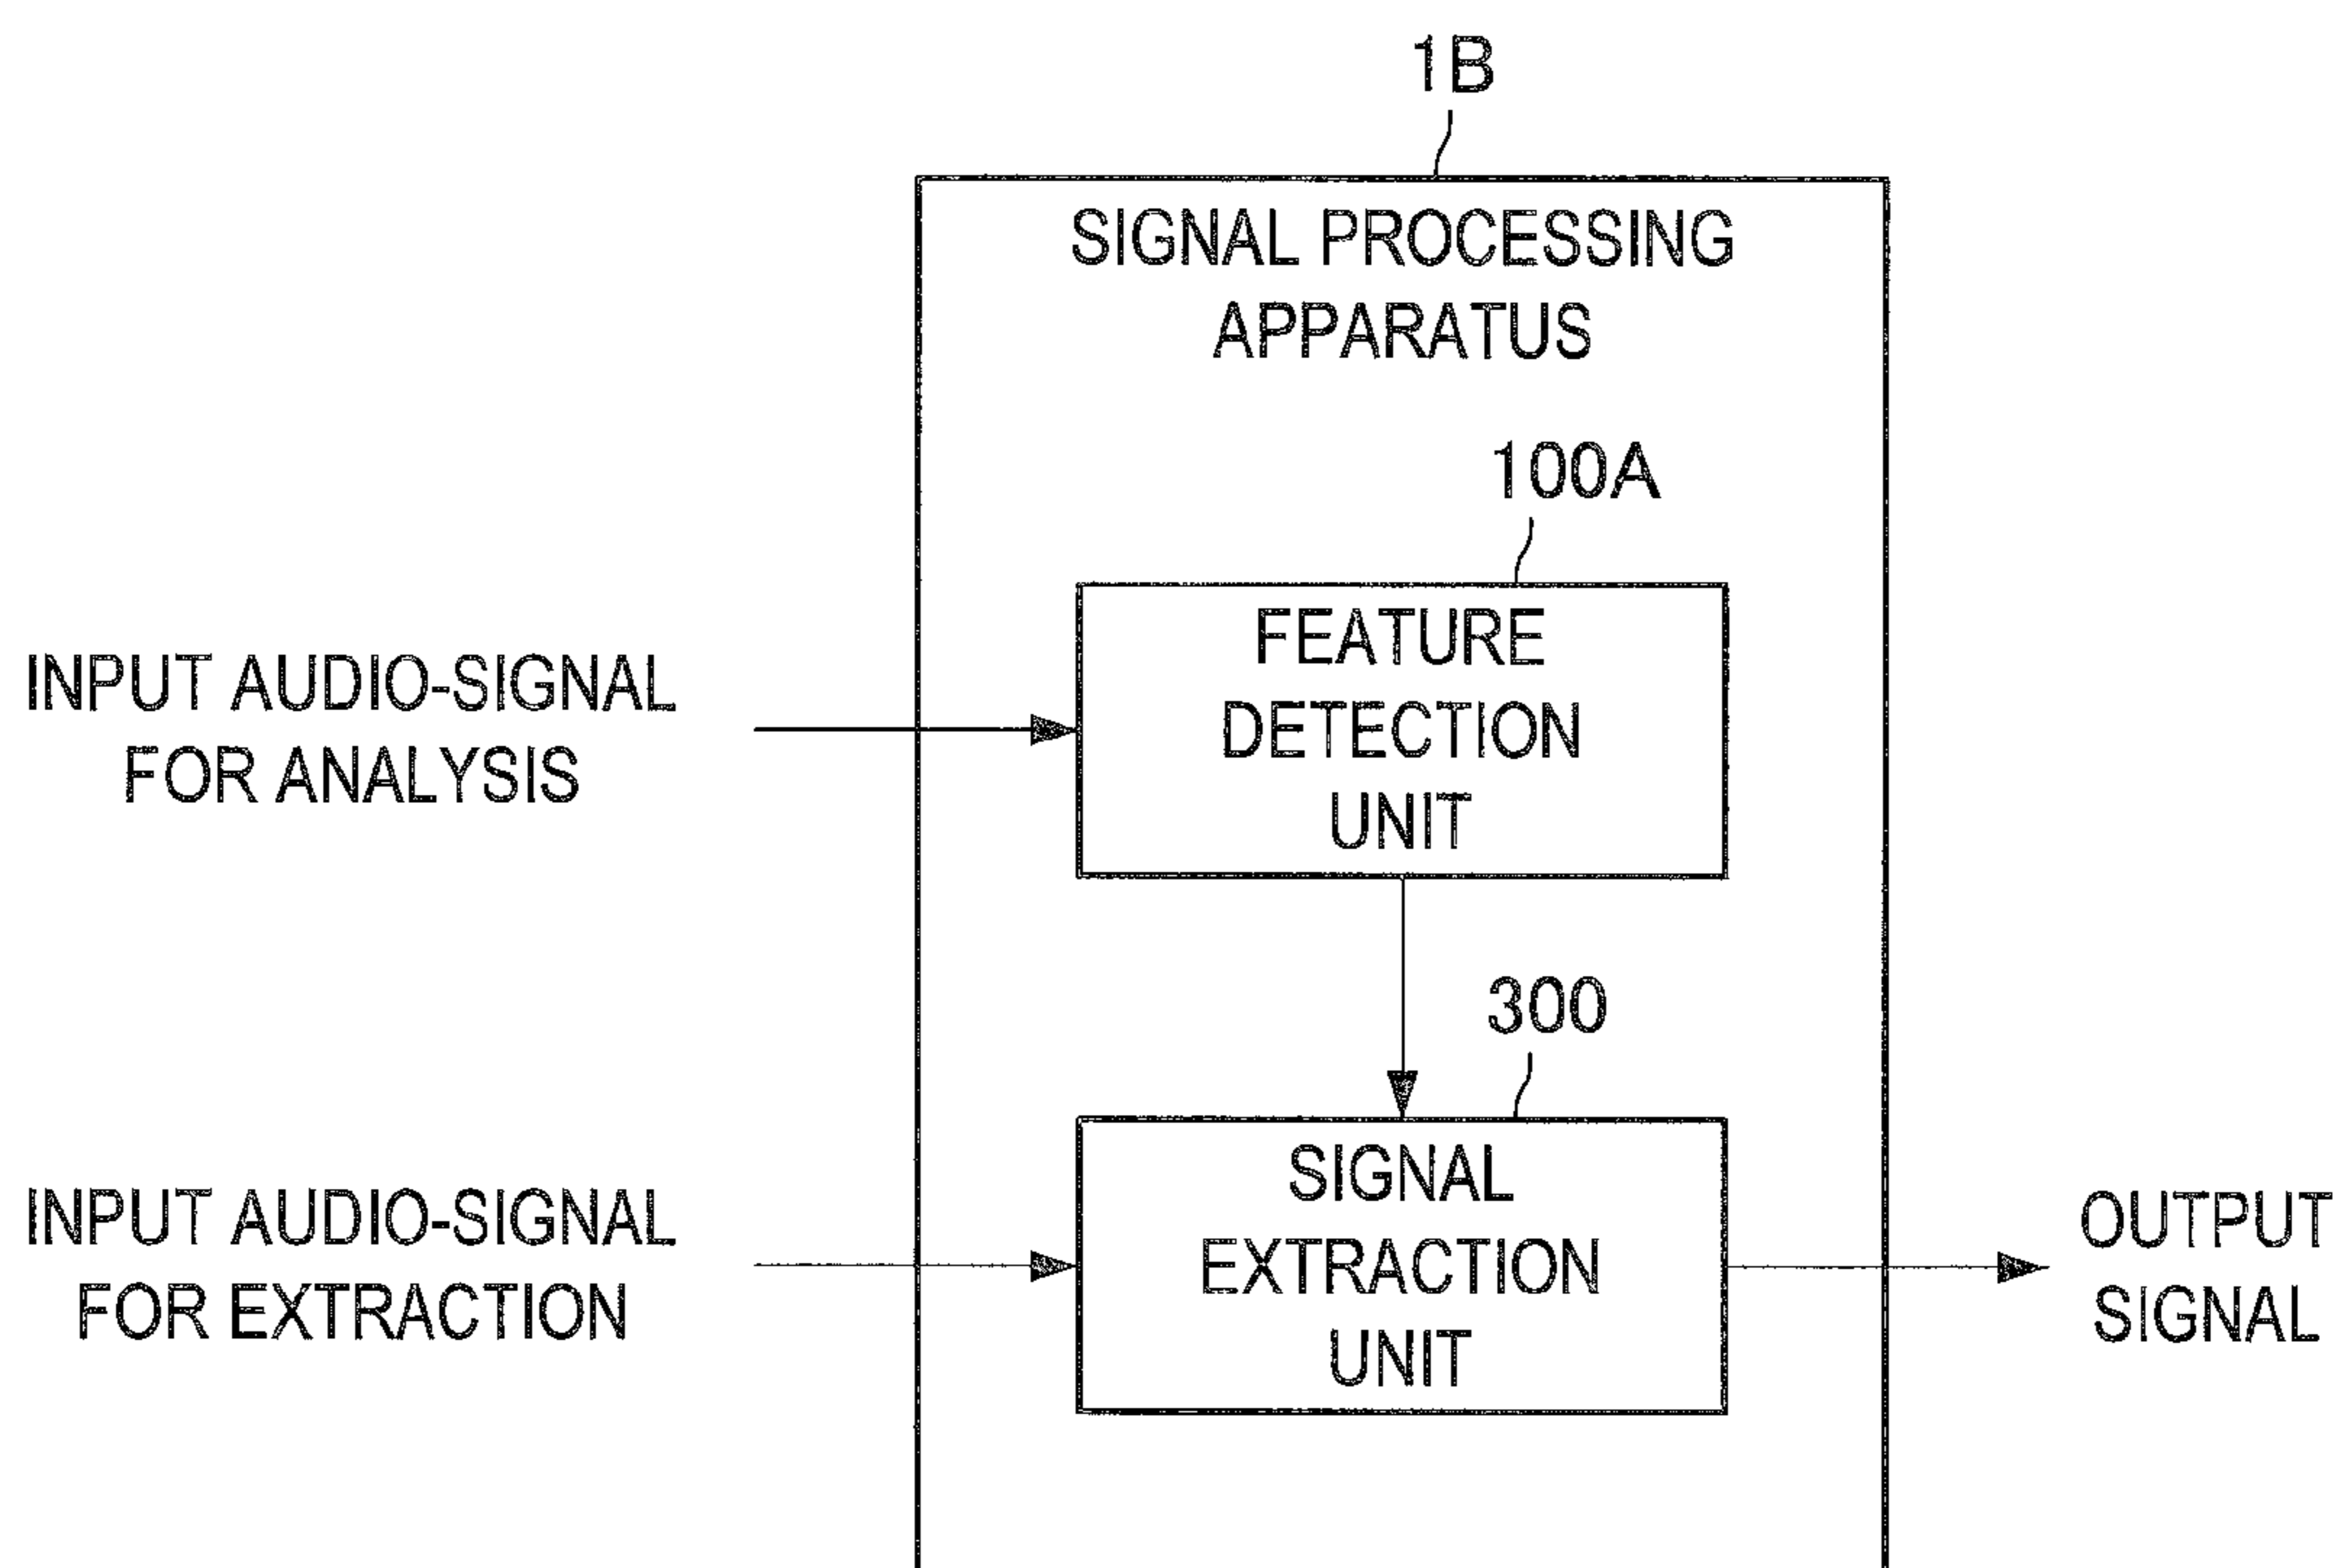 1B
SIGNAL PROCESSING
APPARATUS
100A
FEATURE
DETECTION
UNIT
INPUT AUDIO-SIGNAL
FOR ANALYSIS
300
SIGNAL
EXTRACTION
UNIT
INPUT AUDIO-SIGNAL
FOR EXTRACTION
OUTPUT
SIGNAL